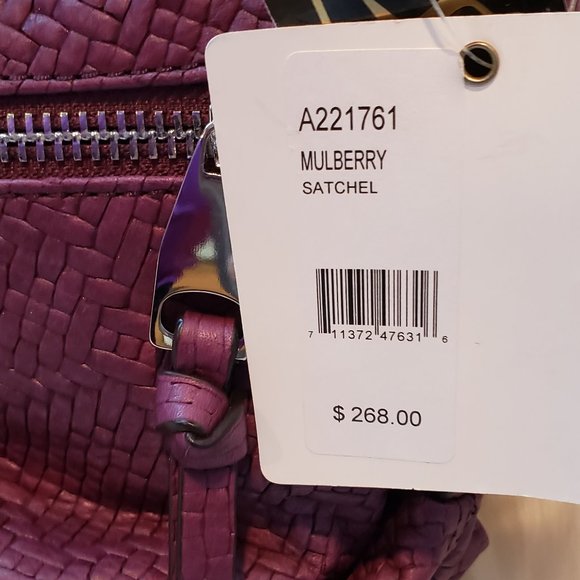 A221761
MULBERRY
SATCHEL
7 11372 47631 6
$ 268.00